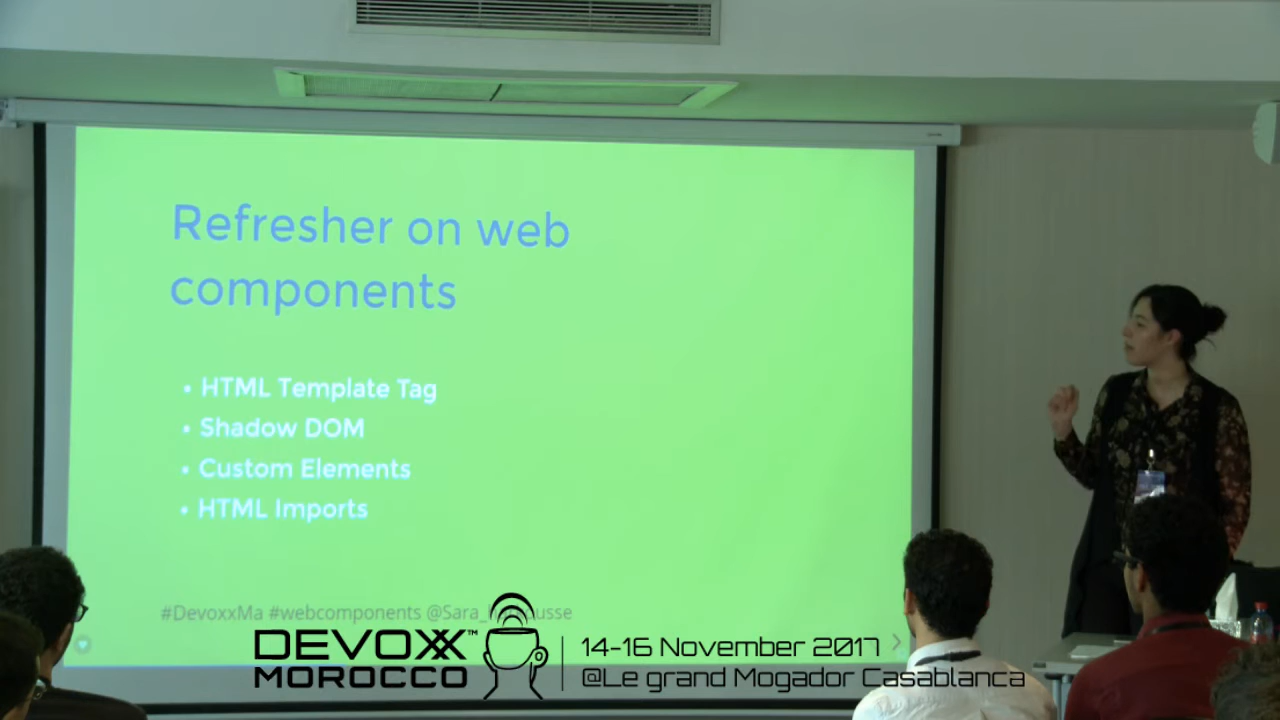 Refresher on web
components
• HTML Template Tag
• Shadow DOM
• Custom Elements
• HTML Imports
#DevoxxMa #webcomponents
DEVOXX™
MOROCCO
14-16 November 2017
@Le grand Mogador Casablanca